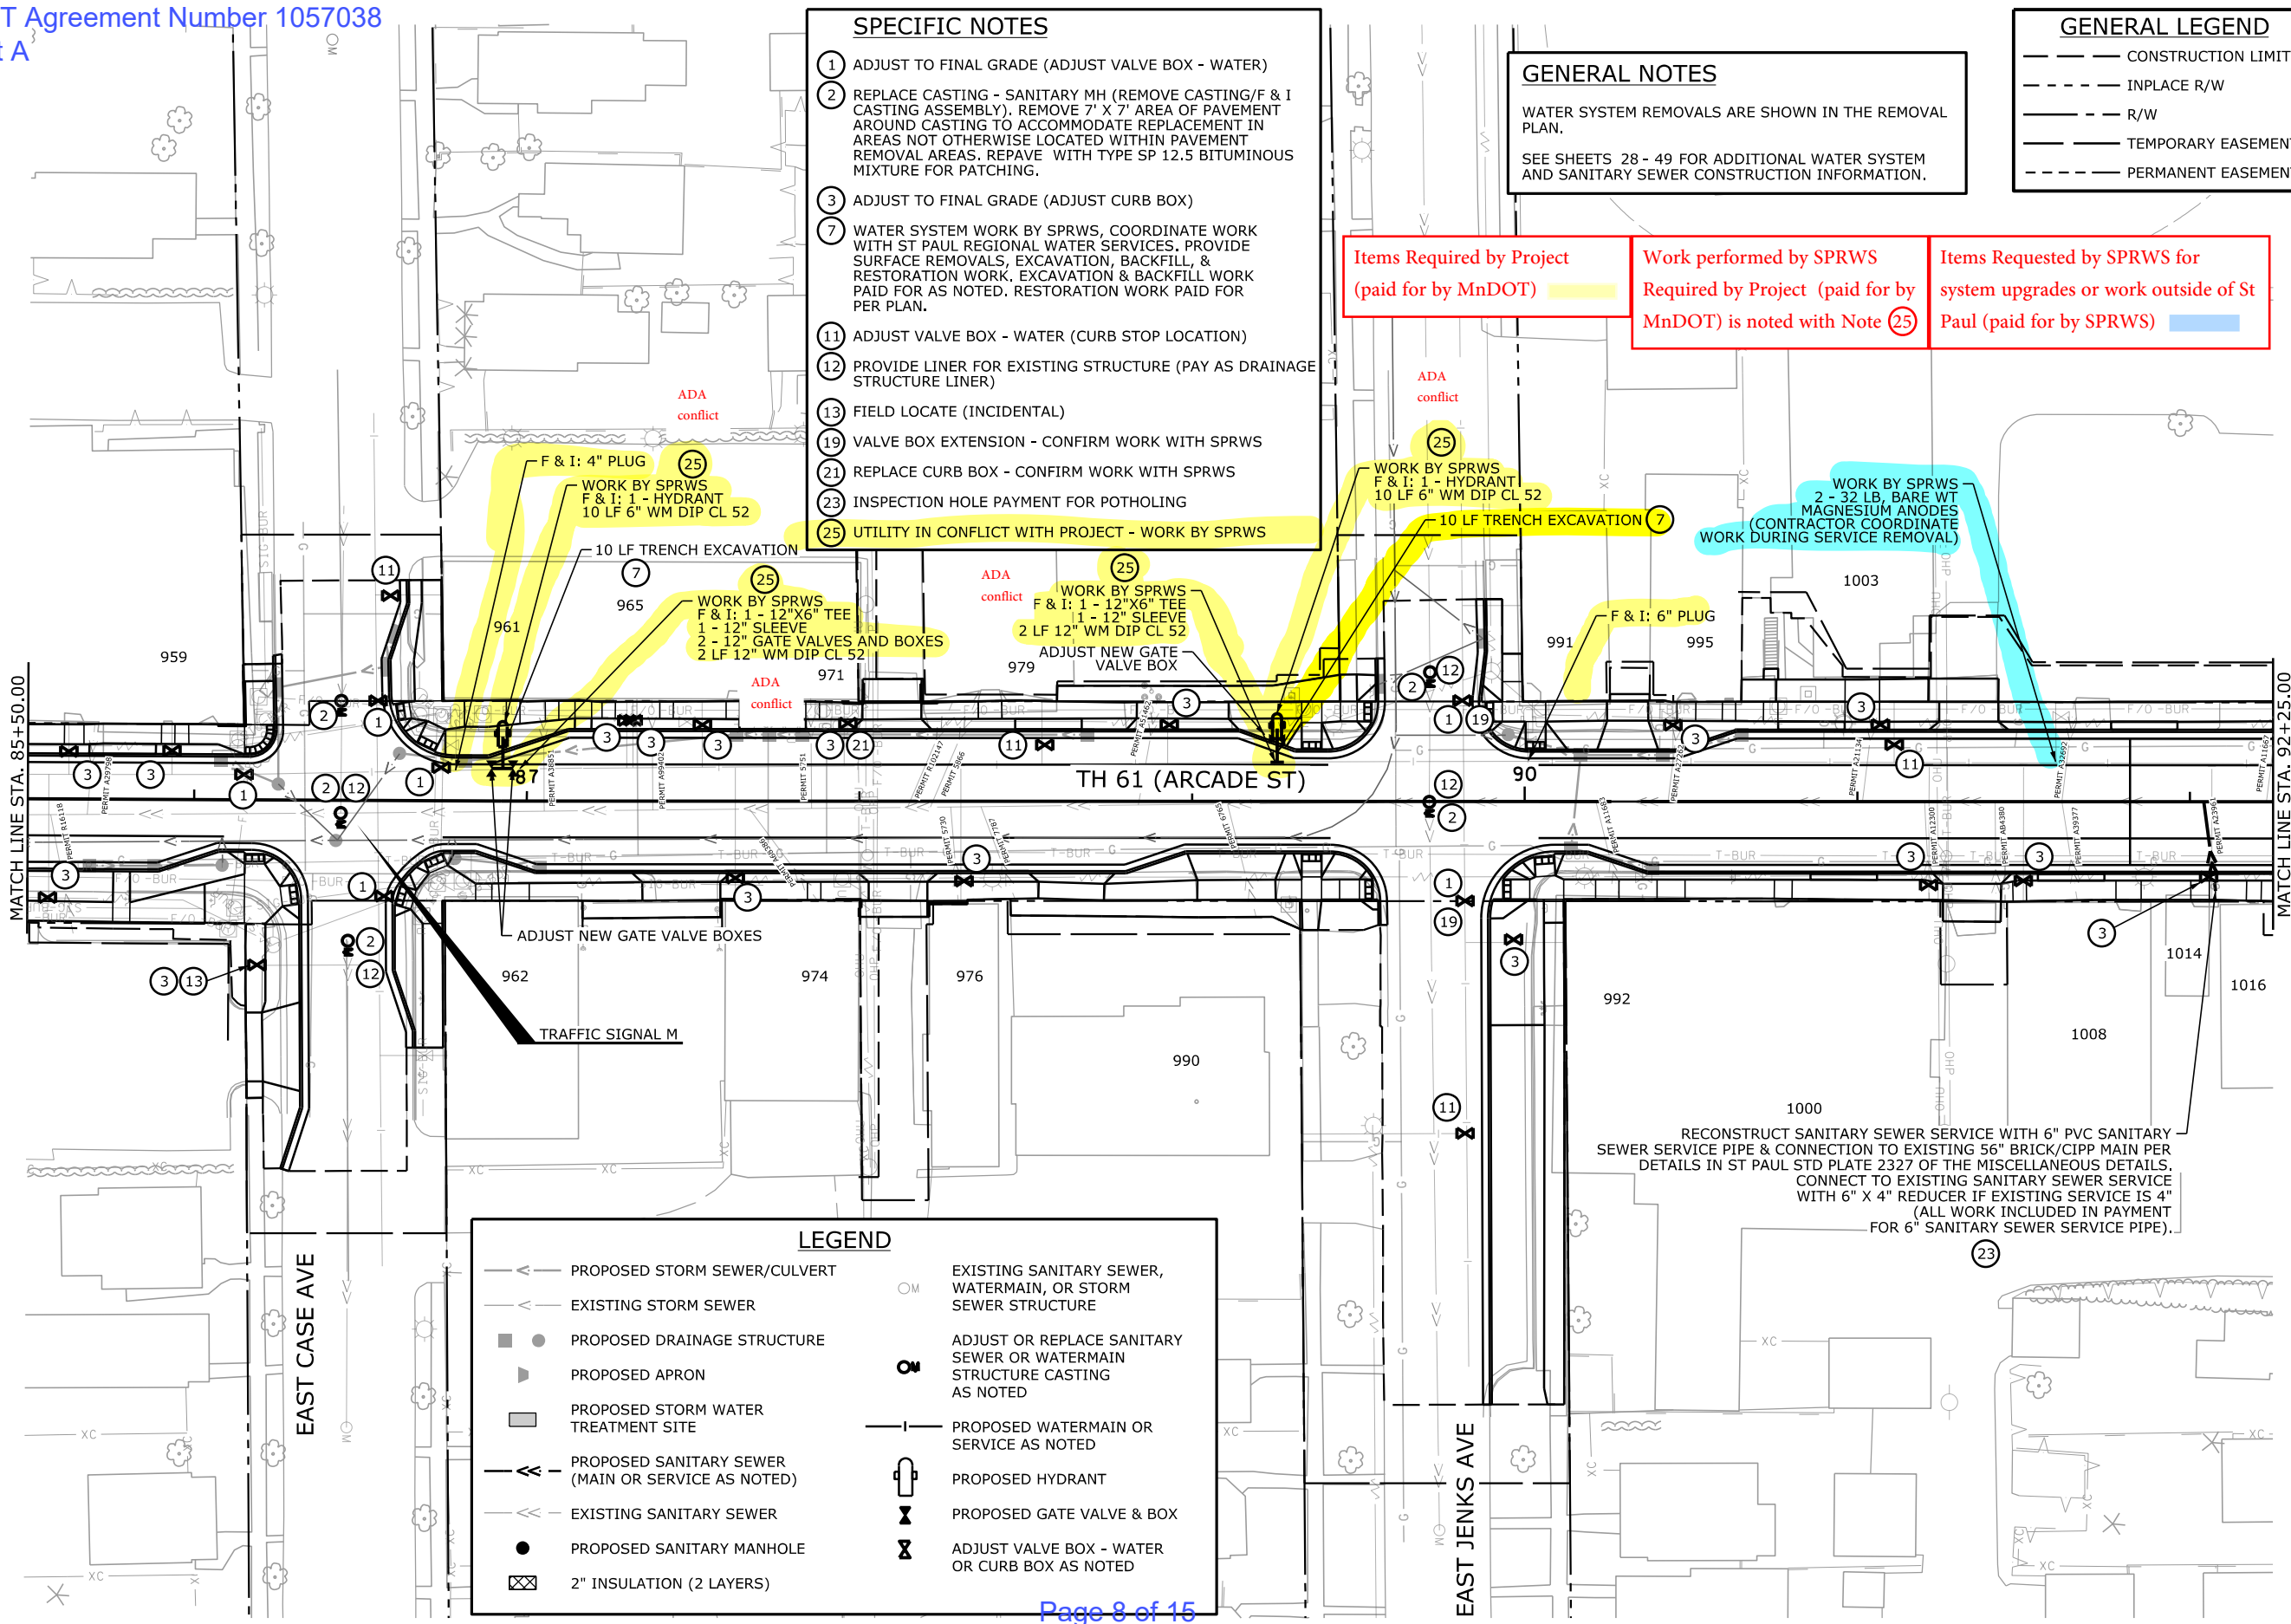 T Agreement Number 1057038
t A
SPECIFIC NOTES
1 ADJUST TO FINAL GRADE (ADJUST VALVE BOX - WATER)
2 REPLACE CASTING - SANITARY MH (REMOVE CASTING/F & I
CASTING ASSEMBLY). REMOVE 7' X 7' AREA OF PAVEMENT
AROUND CASTING TO ACCOMMODATE REPLACEMENT IN
AREAS NOT OTHERWISE LOCATED WITHIN PAVEMENT
REMOVAL AREAS. REPAVE WITH TYPE SP 12.5 BITUMINOUS
MIXTURE FOR PATCHING.
3 ADJUST TO FINAL GRADE (ADJUST CURB BOX)
7 WATER SYSTEM WORK BY SPRWS, COORDINATE WORK
WITH ST PAUL REGIONAL WATER SERVICES. PROVIDE
SURFACE REMOVALS, EXCAVATION, BACKFILL, &
RESTORATION WORK. EXCAVATION & BACKFILL WORK
PAID FOR AS NOTED. RESTORATION WORK PAID FOR
PER PLAN.
11 ADJUST VALVE BOX - WATER (CURB STOP LOCATION)
12 PROVIDE LINER FOR EXISTING STRUCTURE (PAY AS DRAINAGE
STRUCTURE LINER)
13 FIELD LOCATE (INCIDENTAL)
19 VALVE BOX EXTENSION - CONFIRM WORK WITH SPRWS
21 REPLACE CURB BOX - CONFIRM WORK WITH SPRWS
23 INSPECTION HOLE PAYMENT FOR POTHOLING
25 UTILITY IN CONFLICT WITH PROJECT - WORK BY SPRWS
GENERAL NOTES
WATER SYSTEM REMOVALS ARE SHOWN IN THE REMOVAL
PLAN.
SEE SHEETS 28 - 49 FOR ADDITIONAL WATER SYSTEM
AND SANITARY SEWER CONSTRUCTION INFORMATION.
GENERAL LEGEND
CONSTRUCTION LIMIT
INPLACE R/W
R/W
TEMPORARY EASEMENT
PERMANENT EASEMENT
Items Required by Project
(paid for by MnDOT)
Work performed by SPRWS
Required by Project (paid for by
MnDOT) is noted with Note 25
Items Requested by SPRWS for
system upgrades or work outside of St
Paul (paid for by SPRWS)
ADA
conflict
F & I: 4" PLUG
25
WORK BY SPRWS
F & I: 1 - HYDRANT
10 LF 6" WM DIP CL 52
10 LF TRENCH EXCAVATION
7
25
WORK BY SPRWS
F & I: 1 - 12"X6" TEE
1 - 12" SLEEVE
2 - 12" GATE VALVES AND BOXES
2 LF 12" WM DIP CL 52
ADA
conflict
ADA
conflict
25
WORK BY SPRWS
F & I: 1 - 12"X6" TEE
1 - 12" SLEEVE
2 LF 12" WM DIP CL 52
ADJUST NEW GATE
VALVE BOX
ADA
conflict
25
WORK BY SPRWS
F & I: 1 - HYDRANT
10 LF 6" WM DIP CL 52
10 LF TRENCH EXCAVATION 7
F & I: 6" PLUG
WORK BY SPRWS
2 - 32 LB, BARE WT
MAGNESIUM ANODES
(CONTRACTOR COORDINATE
WORK DURING SERVICE REMOVAL)
959
961
965
971
979
991
995
1003
MATCH LINE STA. 85+50.00
MATCH LINE STA. 92+25.00
87
TH 61 (ARCADE ST)
90
ADJUST NEW GATE VALVE BOXES
TRAFFIC SIGNAL M
962
974
976
990
992
1000
1008
1014
1016
RECONSTRUCT SANITARY SEWER SERVICE WITH 6" PVC SANITARY
SEWER SERVICE PIPE & CONNECTION TO EXISTING 56" BRICK/CIPP MAIN PER
DETAILS IN ST PAUL STD PLATE 2327 OF THE MISCELLANEOUS DETAILS.
CONNECT TO EXISTING SANITARY SEWER SERVICE
WITH 6" X 4" REDUCER IF EXISTING SERVICE IS 4"
(ALL WORK INCLUDED IN PAYMENT
FOR 6" SANITARY SEWER SERVICE PIPE).
23
EAST CASE AVE
EAST JENKS AVE
LEGEND
PROPOSED STORM SEWER/CULVERT
EXISTING STORM SEWER
PROPOSED DRAINAGE STRUCTURE
PROPOSED APRON
PROPOSED STORM WATER
TREATMENT SITE
PROPOSED SANITARY SEWER
(MAIN OR SERVICE AS NOTED)
EXISTING SANITARY SEWER
PROPOSED SANITARY MANHOLE
2" INSULATION (2 LAYERS)
EXISTING SANITARY SEWER,
WATERMAIN, OR STORM
SEWER STRUCTURE
ADJUST OR REPLACE SANITARY
SEWER OR WATERMAIN
STRUCTURE CASTING
AS NOTED
PROPOSED WATERMAIN OR
SERVICE AS NOTED
PROPOSED HYDRANT
PROPOSED GATE VALVE & BOX
ADJUST VALVE BOX - WATER
OR CURB BOX AS NOTED
Page 8 of 15